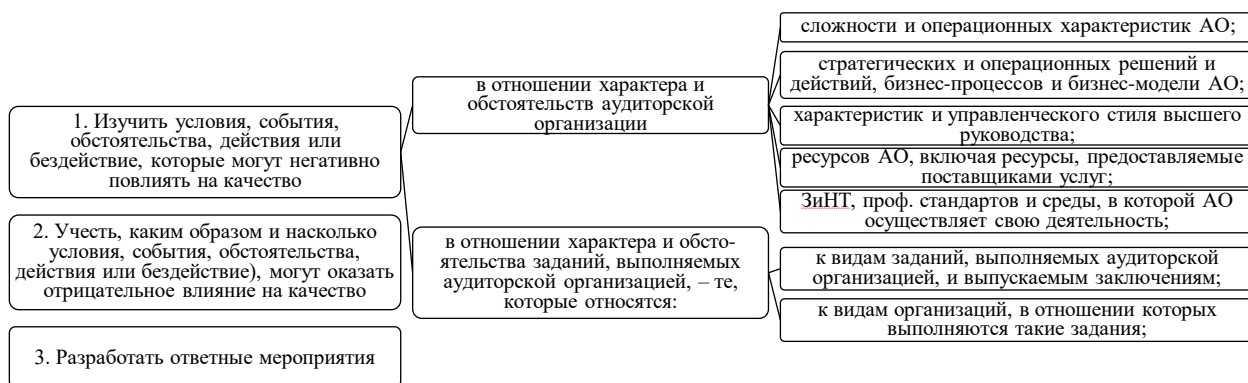 1. Изучить условия, события,
обстоятельства, действия или
бездействие, которые могут негативно
повлиять на качество
в отношении характера и
обстоятельств аудиторской
организации
сложности и операционных характеристик АО;
стратегических и операционных решений и
действий, бизнес-процессов и бизнес-модели АО;
характеристик и управленческого стиля высшего
руководства;
ресурсов АО, включая ресурсы, предоставляемые
поставщиками услуг;
ЗиНТ, проф. стандартов и среды, в которой АО
осуществляет свою деятельность;
в отношении характера и обсто-
ятельства заданий, выполняемых
аудиторской организацией, – те,
которые относятся:
к видам заданий, выполняемых аудиторской
организацией, и выпускаемым заключениям;
к видам организаций, в отношении которых
выполняются такие задания;
2. Учесть, каким образом и насколько
условия, события, обстоятельства,
действия или бездействие), могут оказать
отрицательное влияние на качество
3. Разработать ответные мероприятия